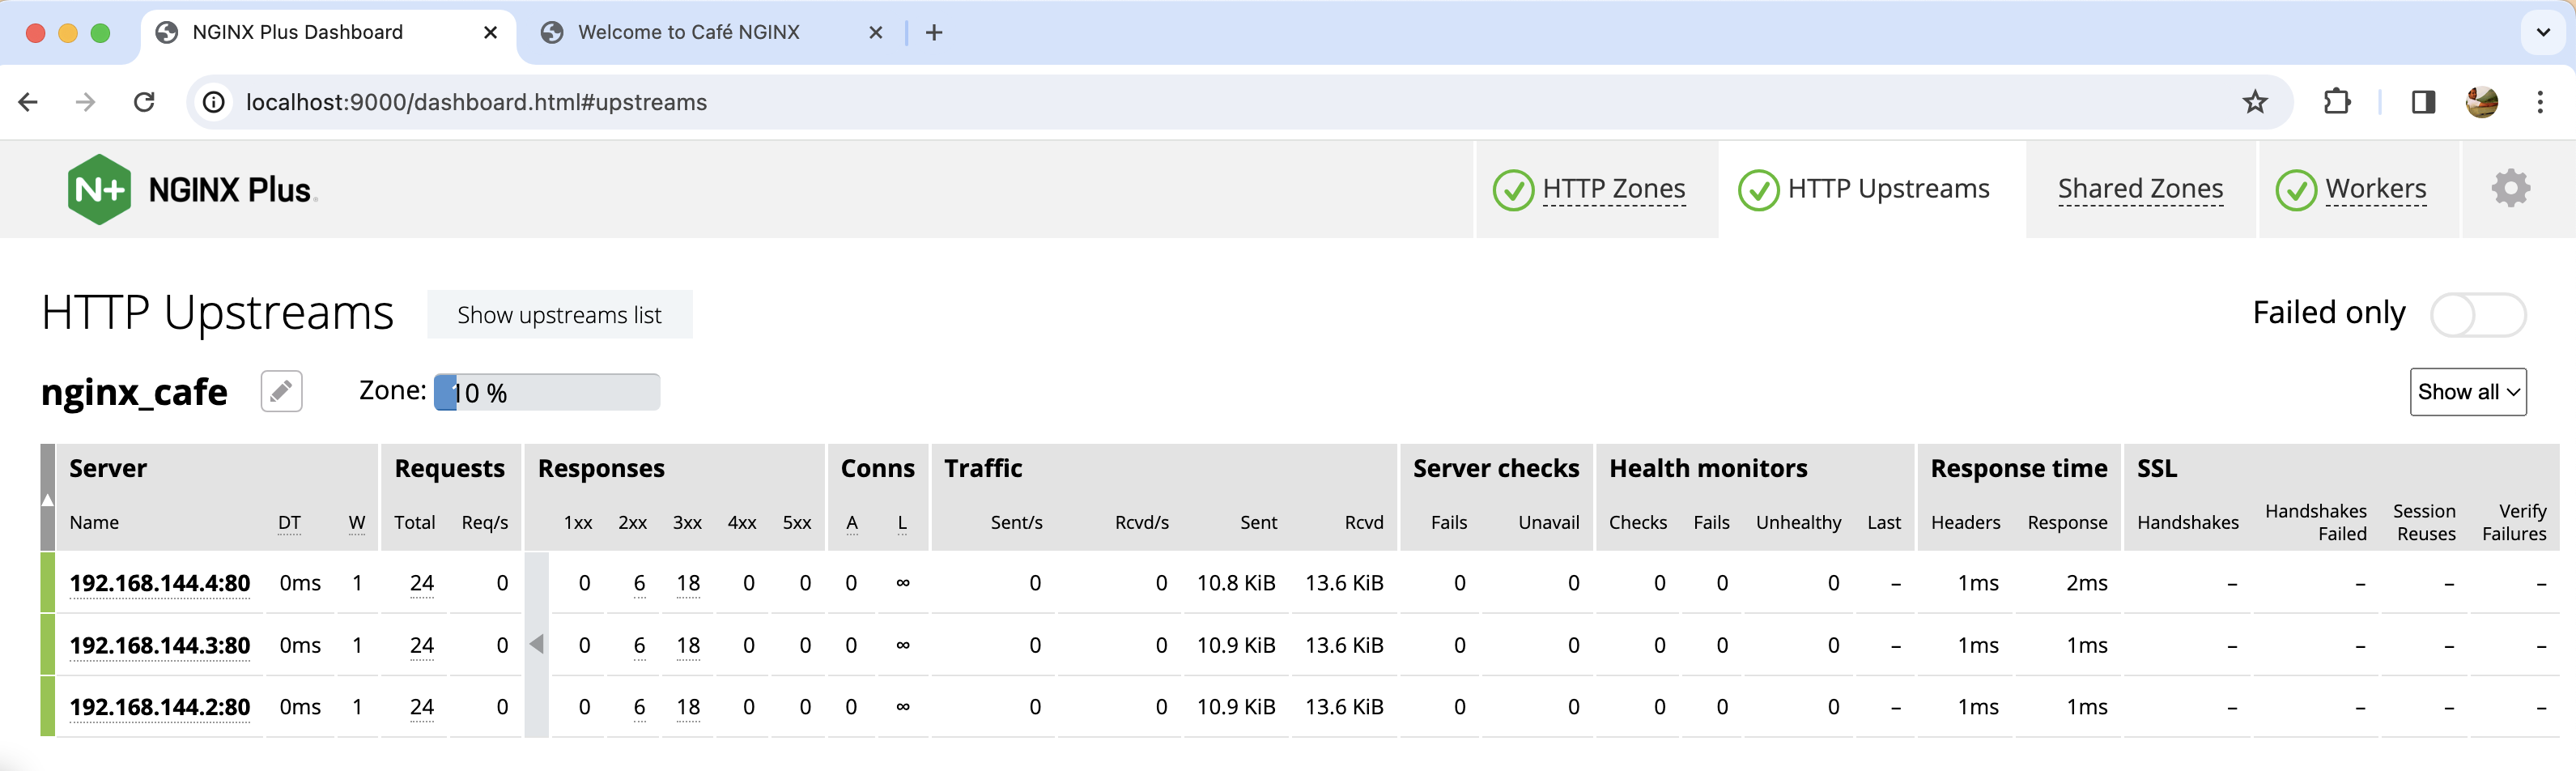 NGINX Plus Dashboard Welcome to Café NGINX
localhost:9000/dashboard.html#upstreams
N+ NGINX Plus HTTP Zones HTTP Upstreams Shared Zones Workers
HTTP Upstreams Show upstreams list Failed only
nginx_cafe Zone: 10 % Show all
Server Requests Responses Conns Traffic Server checks Health monitors Response time SSL
Name DT W Total Req/s 1xx 2xx 3xx 4xx 5xx A L Sent/s Rcvd/s Sent Rcvd Fails Unavail Checks Fails Unhealthy Last Headers Response Handshakes Handshakes Failed Session Reuses Verify Failures
192.168.144.4:80 0ms 1 24 0 0 6 18 0 0 0 ∞ 0 0 10.8 KiB 13.6 KiB 0 0 0 0 0 – 1ms 2ms – – – –
192.168.144.3:80 0ms 1 24 0 0 6 18 0 0 0 ∞ 0 0 10.9 KiB 13.6 KiB 0 0 0 0 0 – 1ms 1ms – – – –
192.168.144.2:80 0ms 1 24 0 0 6 18 0 0 0 ∞ 0 0 10.9 KiB 13.6 KiB 0 0 0 0 0 – 1ms 1ms – – – –